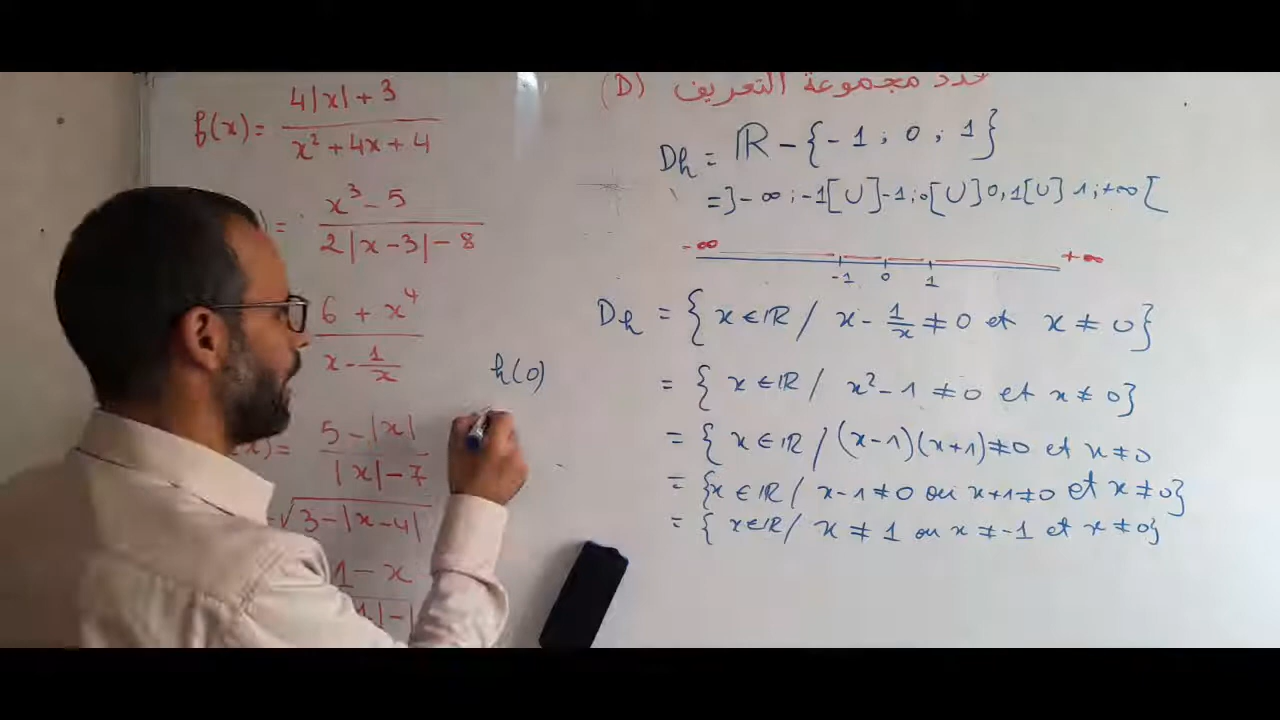 مجموعة التعريف (D)
f(x) = 4|x| + 3 / x² + 4x + 4
) = x³ - 5 / 2|x - 3| - 8
6 + x⁴ / x - 1/x
(x) = 5 - |x| / |x| - 7
√3 - |x - 4|
1 - x
h(0)
Dh = ℝ - {-1 ; 0 ; 1}
= ]-∞ ; -1[ U ]-1 ; 0[ U ]0, 1[ U ]1 ; +∞[
-∞ -1 0 1 +∞
Dh = { x ∈ ℝ / x - 1/x ≠ 0 et x ≠ 0}
= { x ∈ ℝ / x² - 1 ≠ 0 et x ≠ 0}
= { x ∈ ℝ / (x-1)(x+1) ≠ 0 et x ≠ 0
= {x ∈ ℝ / x-1 ≠ 0 ou x+1 ≠ 0 et x ≠ 0}
= { x ∈ ℝ / x ≠ 1 ou x ≠ -1 et x ≠ 0}